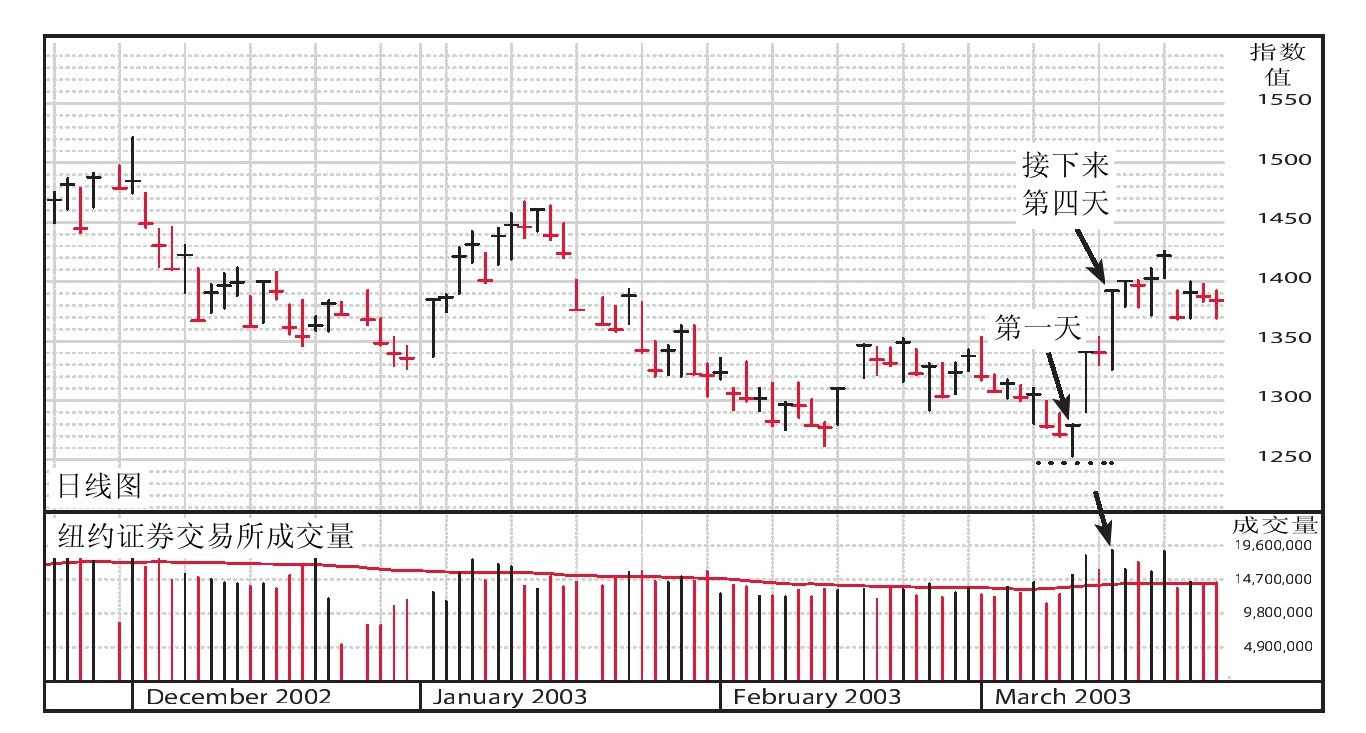 指数
值
1550
1500
1450
1400
1350
1300
1250
接下来
第四天
第一天
日线图
纽约证券交易所成交量
成交量
19,600,000
14,700,000
9,800,000
4,900,000
December 2002
January 2003
February 2003
March 2003